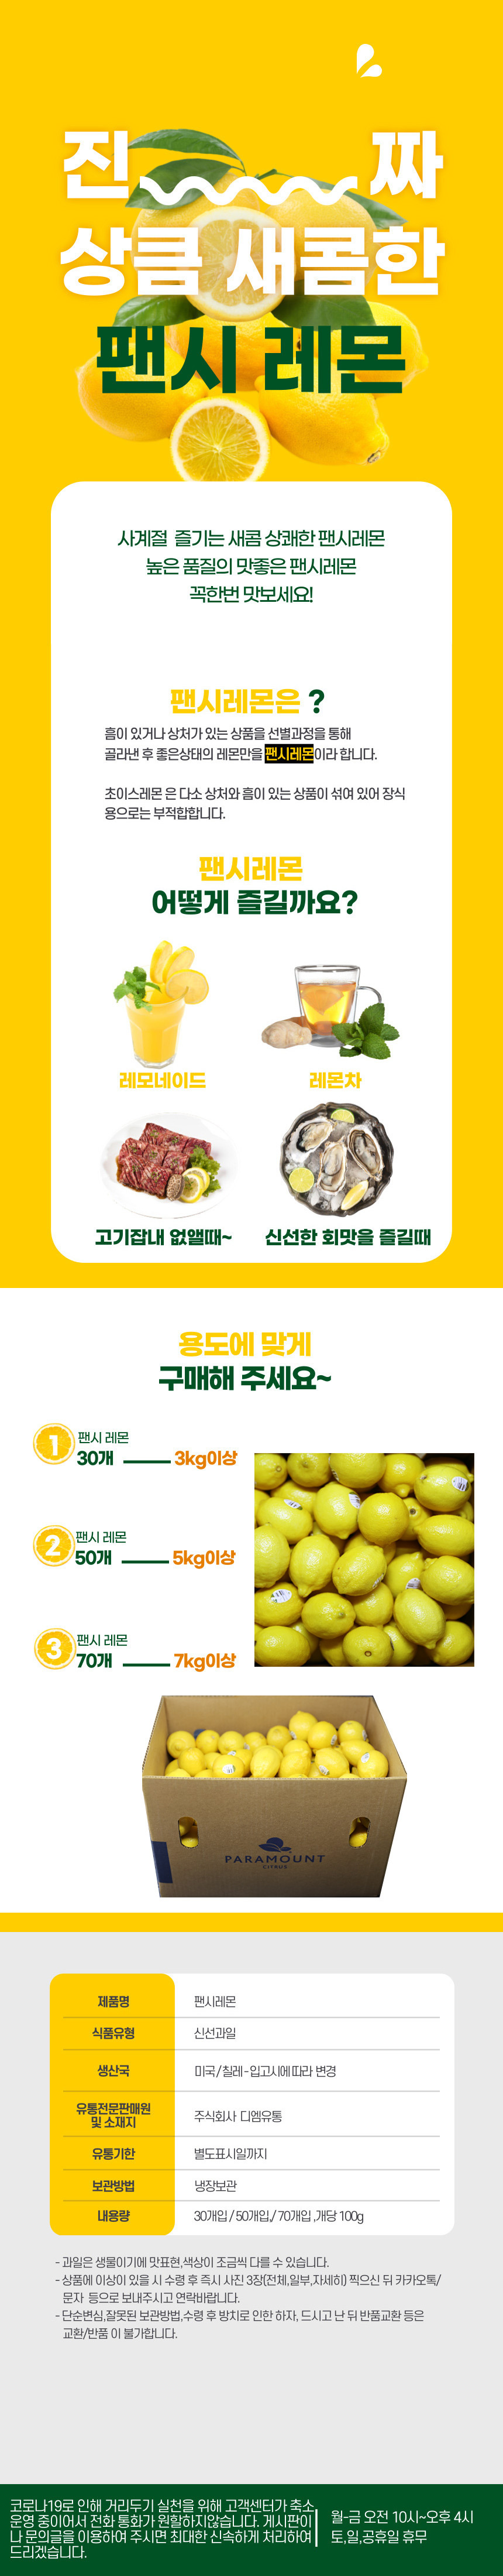 진 짜
상큼 새콤한
팬시 레몬
사계절 즐기는 새콤 상쾌한 팬시레몬
높은 품질의 맛좋은 팬시레몬
꼭한번 맛보세요!
팬시레몬은 ?
흠이 있거나 상처가 있는 상품을 선별과정을 통해
골라낸 후 좋은상태의 레몬만을 팬시레몬이라 합니다.
초이스레몬 은 다소 상처와 흠이 있는 상품이 섞여 있어 장식
용으로는 부적합합니다.
팬시레몬
어떻게 즐길까요?
레모네이드
레몬차
고기잡내 없앨때~
신선한 회맛을 즐길때
용도에 맞게
구매해 주세요~
1 팬시 레몬
30개 3kg이상
2 팬시 레몬
50개 5kg이상
3 팬시 레몬
70개 7kg이상
PARAMOUNT
CITRUS
제품명 팬시레몬
식품유형 신선과일
생산국 미국/칠레-입고시에따라 변경
유통전문판매원
및 소재지 주식회사 디엠유통
유통기한 별도표시일까지
보관방법 냉장보관
내용량 30개입/50개입,/70개입 ,개당 100g
- 과일은 생물이기에 맛표현,색상이 조금씩 다를 수 있습니다.
- 상품에 이상이 있을 시 수령 후 즉시 사진 3장(전체,일부,자세히) 찍으신 뒤 카카오톡/
문자 등으로 보내주시고 연락바랍니다.
- 단순변심,잘못된 보관방법,수령 후 방치로 인한 하자, 드시고 난 뒤 반품교환 등은
교환/반품 이 불가합니다.
코로나19로 인해 거리두기 실천을 위해 고객센터가 축소
운영 중이어서 전화 통화가 원할하지않습니다. 게시판이
나 문의글을 이용하여 주시면 최대한 신속하게 처리하여
드리겠습니다.
월-금 오전 10시~오후 4시
토,일,공휴일 휴무